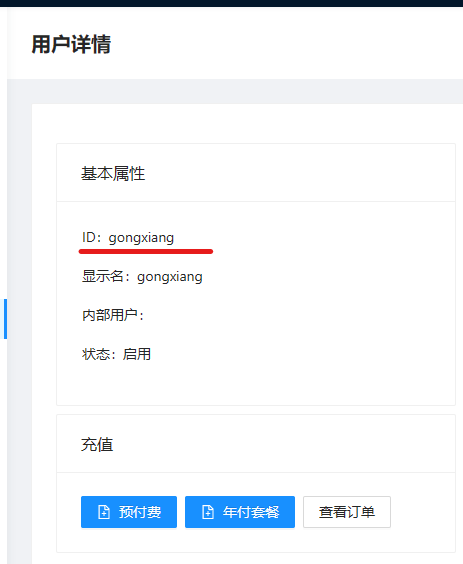 用户详情
基本属性
ID：gongxiang
显示名：gongxiang
内部用户：
状态：启用
充值
预付费 年付套餐 查看订单